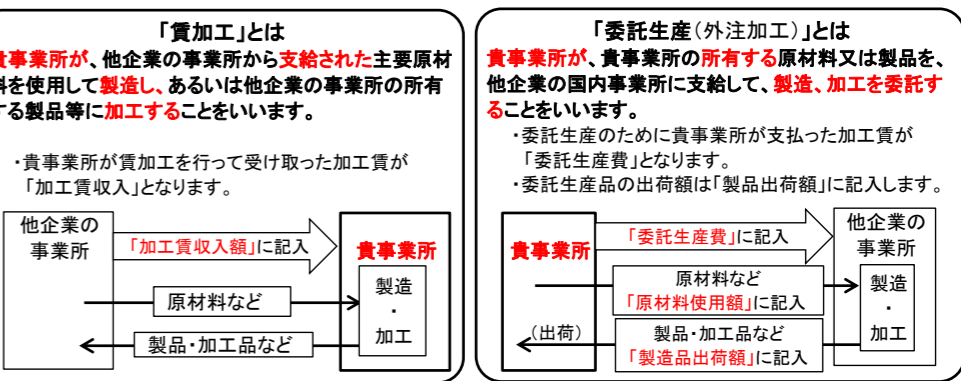 「賃加工」とは
貴事業所が、他企業の事業所から支給された主要原材
料を使用して製造し、あるいは他企業の事業所の所有
する製品等に加工することをいいます。
・貴事業所が賃加工を行って受け取った加工賃が
「加工賃収入」となります。
他企業の
事業所
「加工賃収入額」に記入
貴事業所
原材料など
製造
・
加工
製品・加工品など
「委託生産(外注加工)」とは
貴事業所が、貴事業所の所有する原材料又は製品を、
他企業の国内事業所に支給して、製造、加工を委託す
ることをいいます。
・委託生産のために貴事業所が支払った加工賃が
「委託生産費」となります。
・委託生産品の出荷額は「製品出荷額」に記入します。
貴事業所
「委託生産費」に記入
他企業の
事業所
原材料など
「原材料使用額」に記入
製造
・
加工
(出荷)
製品・加工品など
「製造品出荷額」に記入